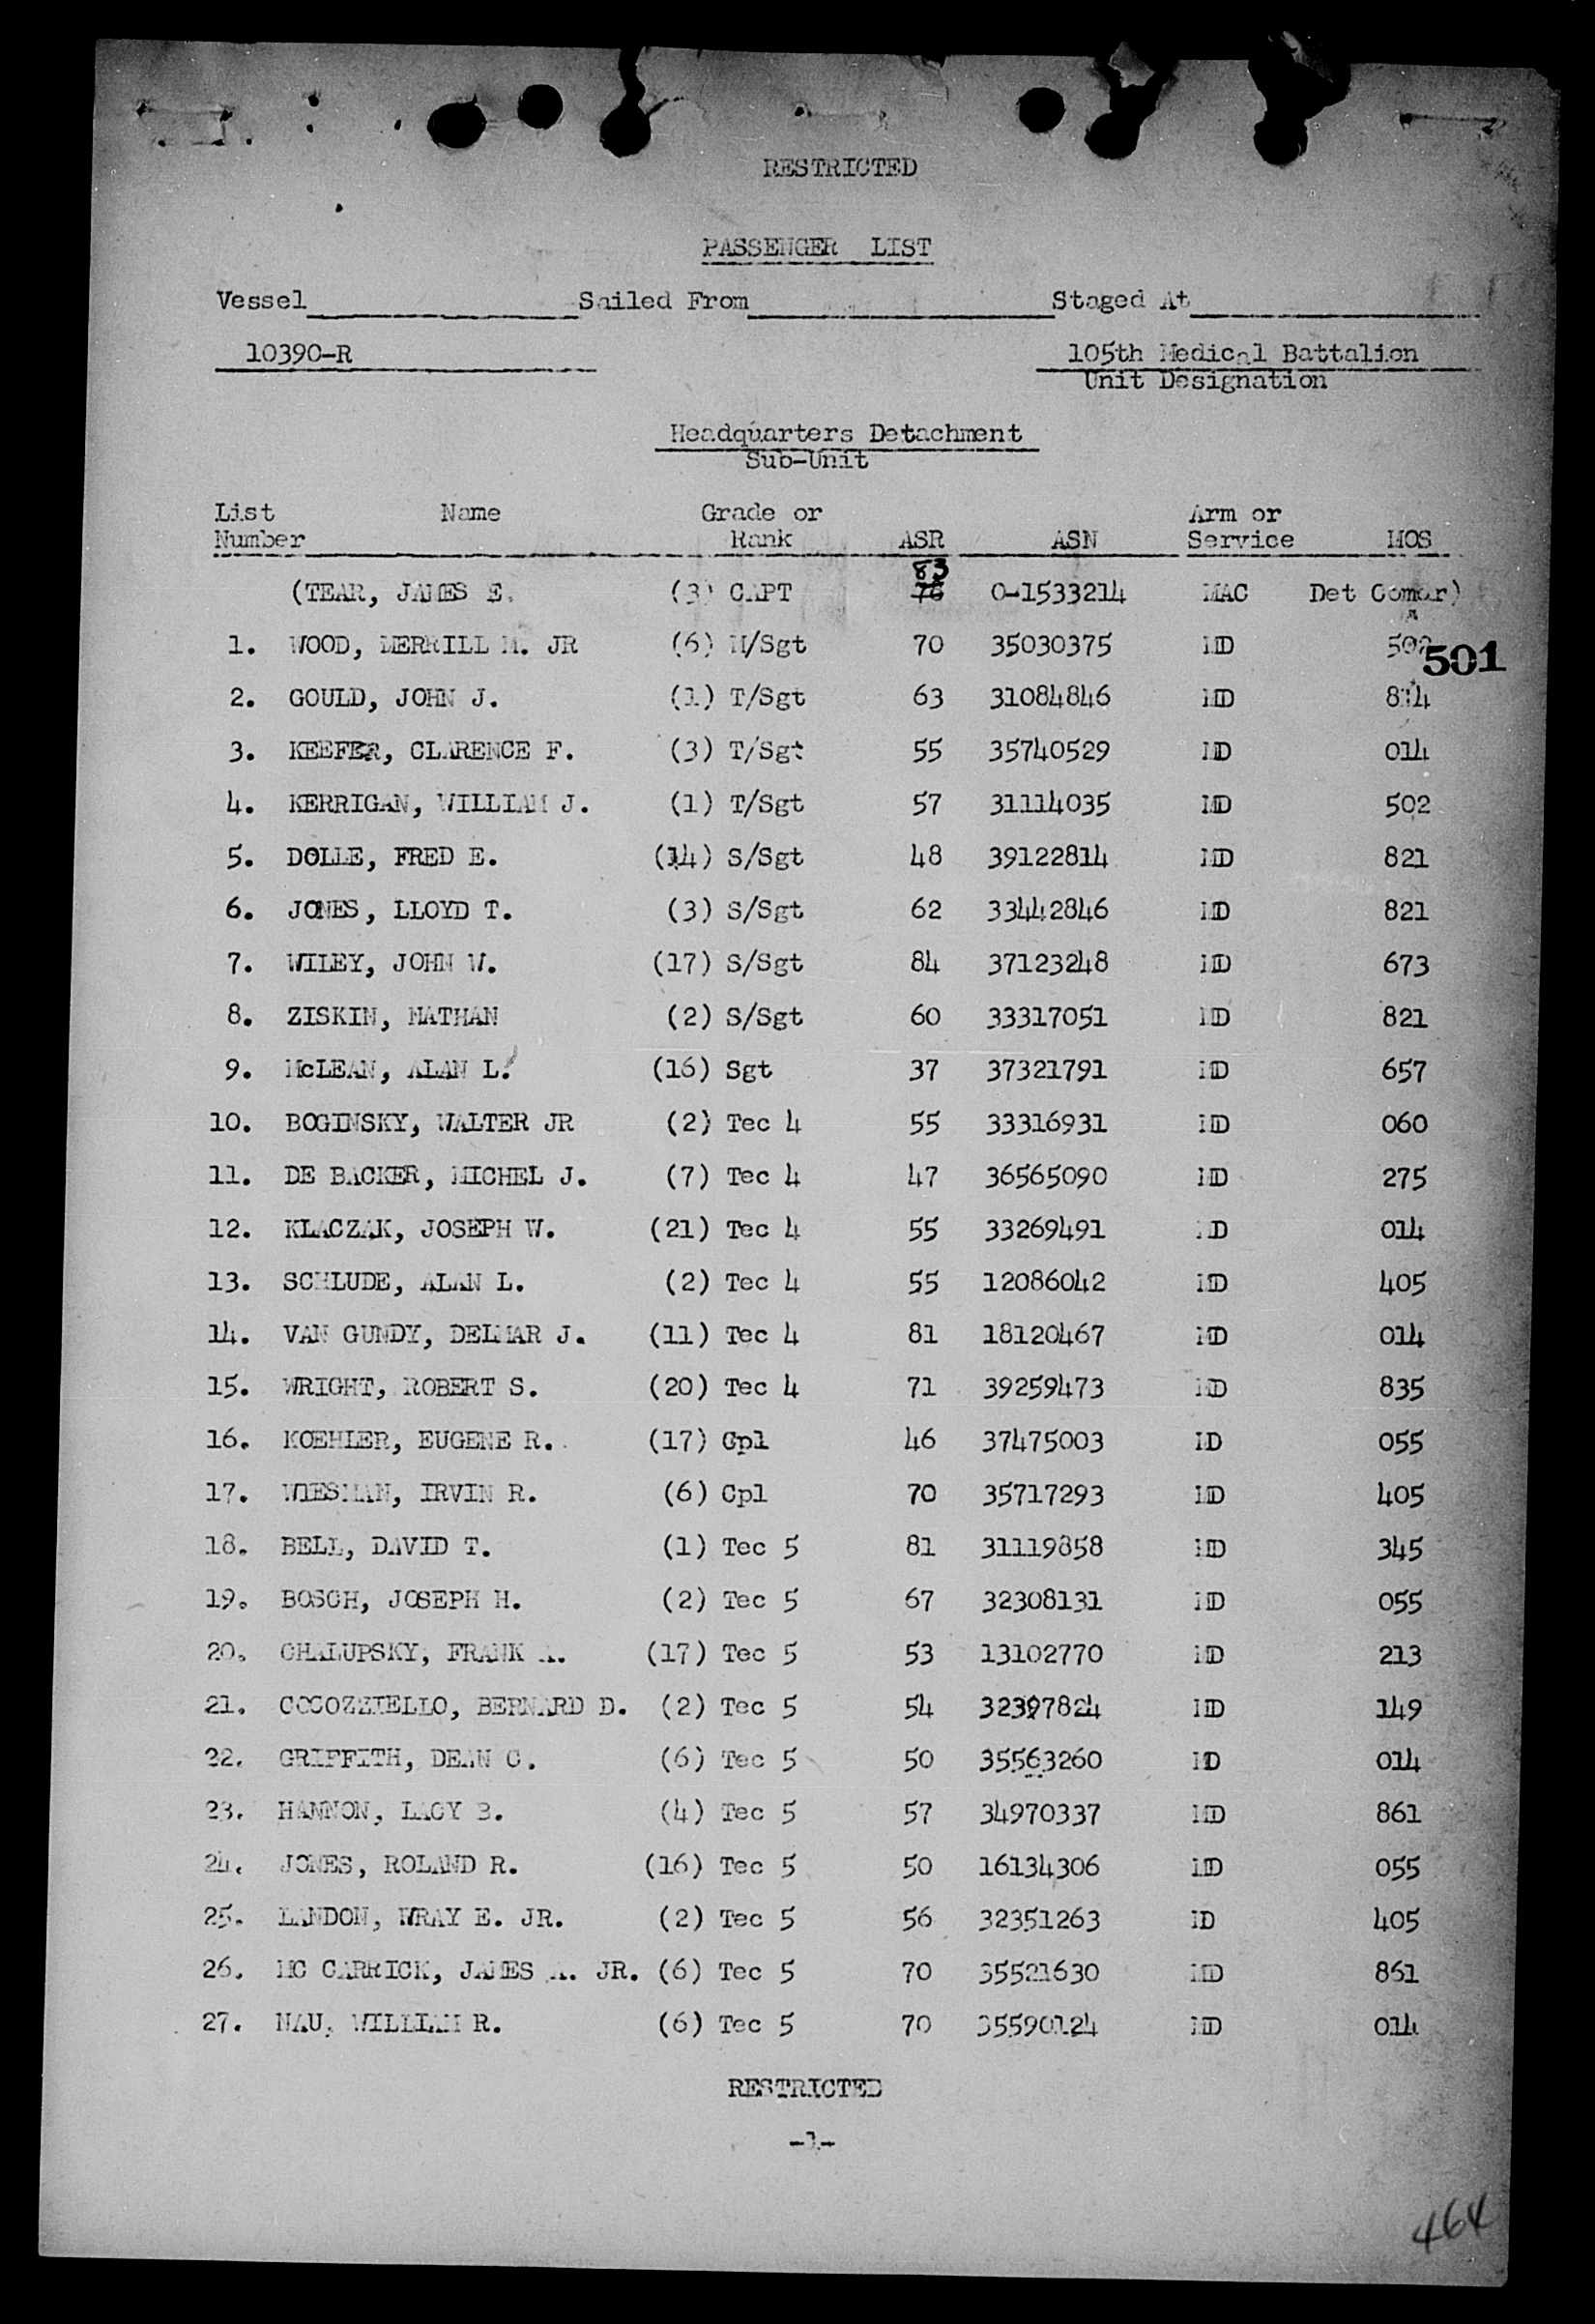 RESTRICTED
PASSENGER LIST
Vessel Sailed From Staged At
10390-R 105th Medical Battalion
Unit Designation
Headquarters Detachment
Sub-Unit
List Name Grade or Arm or
Number Rank ASR ASN Service MOS
83
(TEAR, JAMES E. (3) CAPT 76 O-1533214 MAC Det Comdr)
1. WOOD, MERRILL M. JR (6) M/Sgt 70 35030375 MD 502
501
2. GOULD, JOHN J. (1) T/Sgt 63 31084846 MD 814
3. KEEFER, CLARENCE F. (3) T/Sgt 55 35740529 MD 014
4. KERRIGAN, WILLIAM J. (1) T/Sgt 57 31114035 MD 502
5. DOLLE, FRED E. (14) S/Sgt 48 39122814 MD 821
6. JONES, LLOYD T. (3) S/Sgt 62 33442846 MD 821
7. WILEY, JOHN W. (17) S/Sgt 84 37123248 MD 673
8. ZISKIN, NATHAN (2) S/Sgt 60 33317051 MD 821
9. McLEAN, ALAN L. (16) Sgt 37 37321791 MD 657
10. BOGINSKY, WALTER JR (2) Tec 4 55 33316931 MD 060
11. DE BACKER, MICHEL J. (7) Tec 4 47 36565090 MD 275
12. KLACZAK, JOSEPH W. (21) Tec 4 55 33269491 MD 014
13. SCHLUDE, ALAN L. (2) Tec 4 55 12086042 MD 405
14. VAN GUNDY, DELMAR J. (11) Tec 4 81 18120467 MD 014
15. WRIGHT, ROBERT S. (20) Tec 4 71 39259473 MD 835
16. KOEHLER, EUGENE R. (17) Cpl 46 37475003 MD 055
17. WIESMAN, IRVIN R. (6) Cpl 70 35717293 MD 405
18. BELL, DAVID T. (1) Tec 5 81 31119858 MD 345
19. BOSCH, JOSEPH H. (2) Tec 5 67 32308131 MD 055
20. CHALUPSKY, FRANK A. (17) Tec 5 53 13102770 MD 213
21. COCOZZIELLO, BERNARD D. (2) Tec 5 54 32397824 MD 149
22. GRIFFITH, DEAN C. (6) Tec 5 50 35563260 MD 014
23. HANNON, LACY B. (4) Tec 5 57 34970337 MD 861
24. JONES, ROLAND R. (16) Tec 5 50 16134306 MD 055
25. LANDON, WRAY E. JR. (2) Tec 5 56 32351263 MD 405
26. MC CARRICK, JAMES A. JR. (6) Tec 5 70 35521630 MD 861
27. NAU, WILLIAM R. (6) Tec 5 70 35590124 MD 014
RESTRICTED
-1-
464